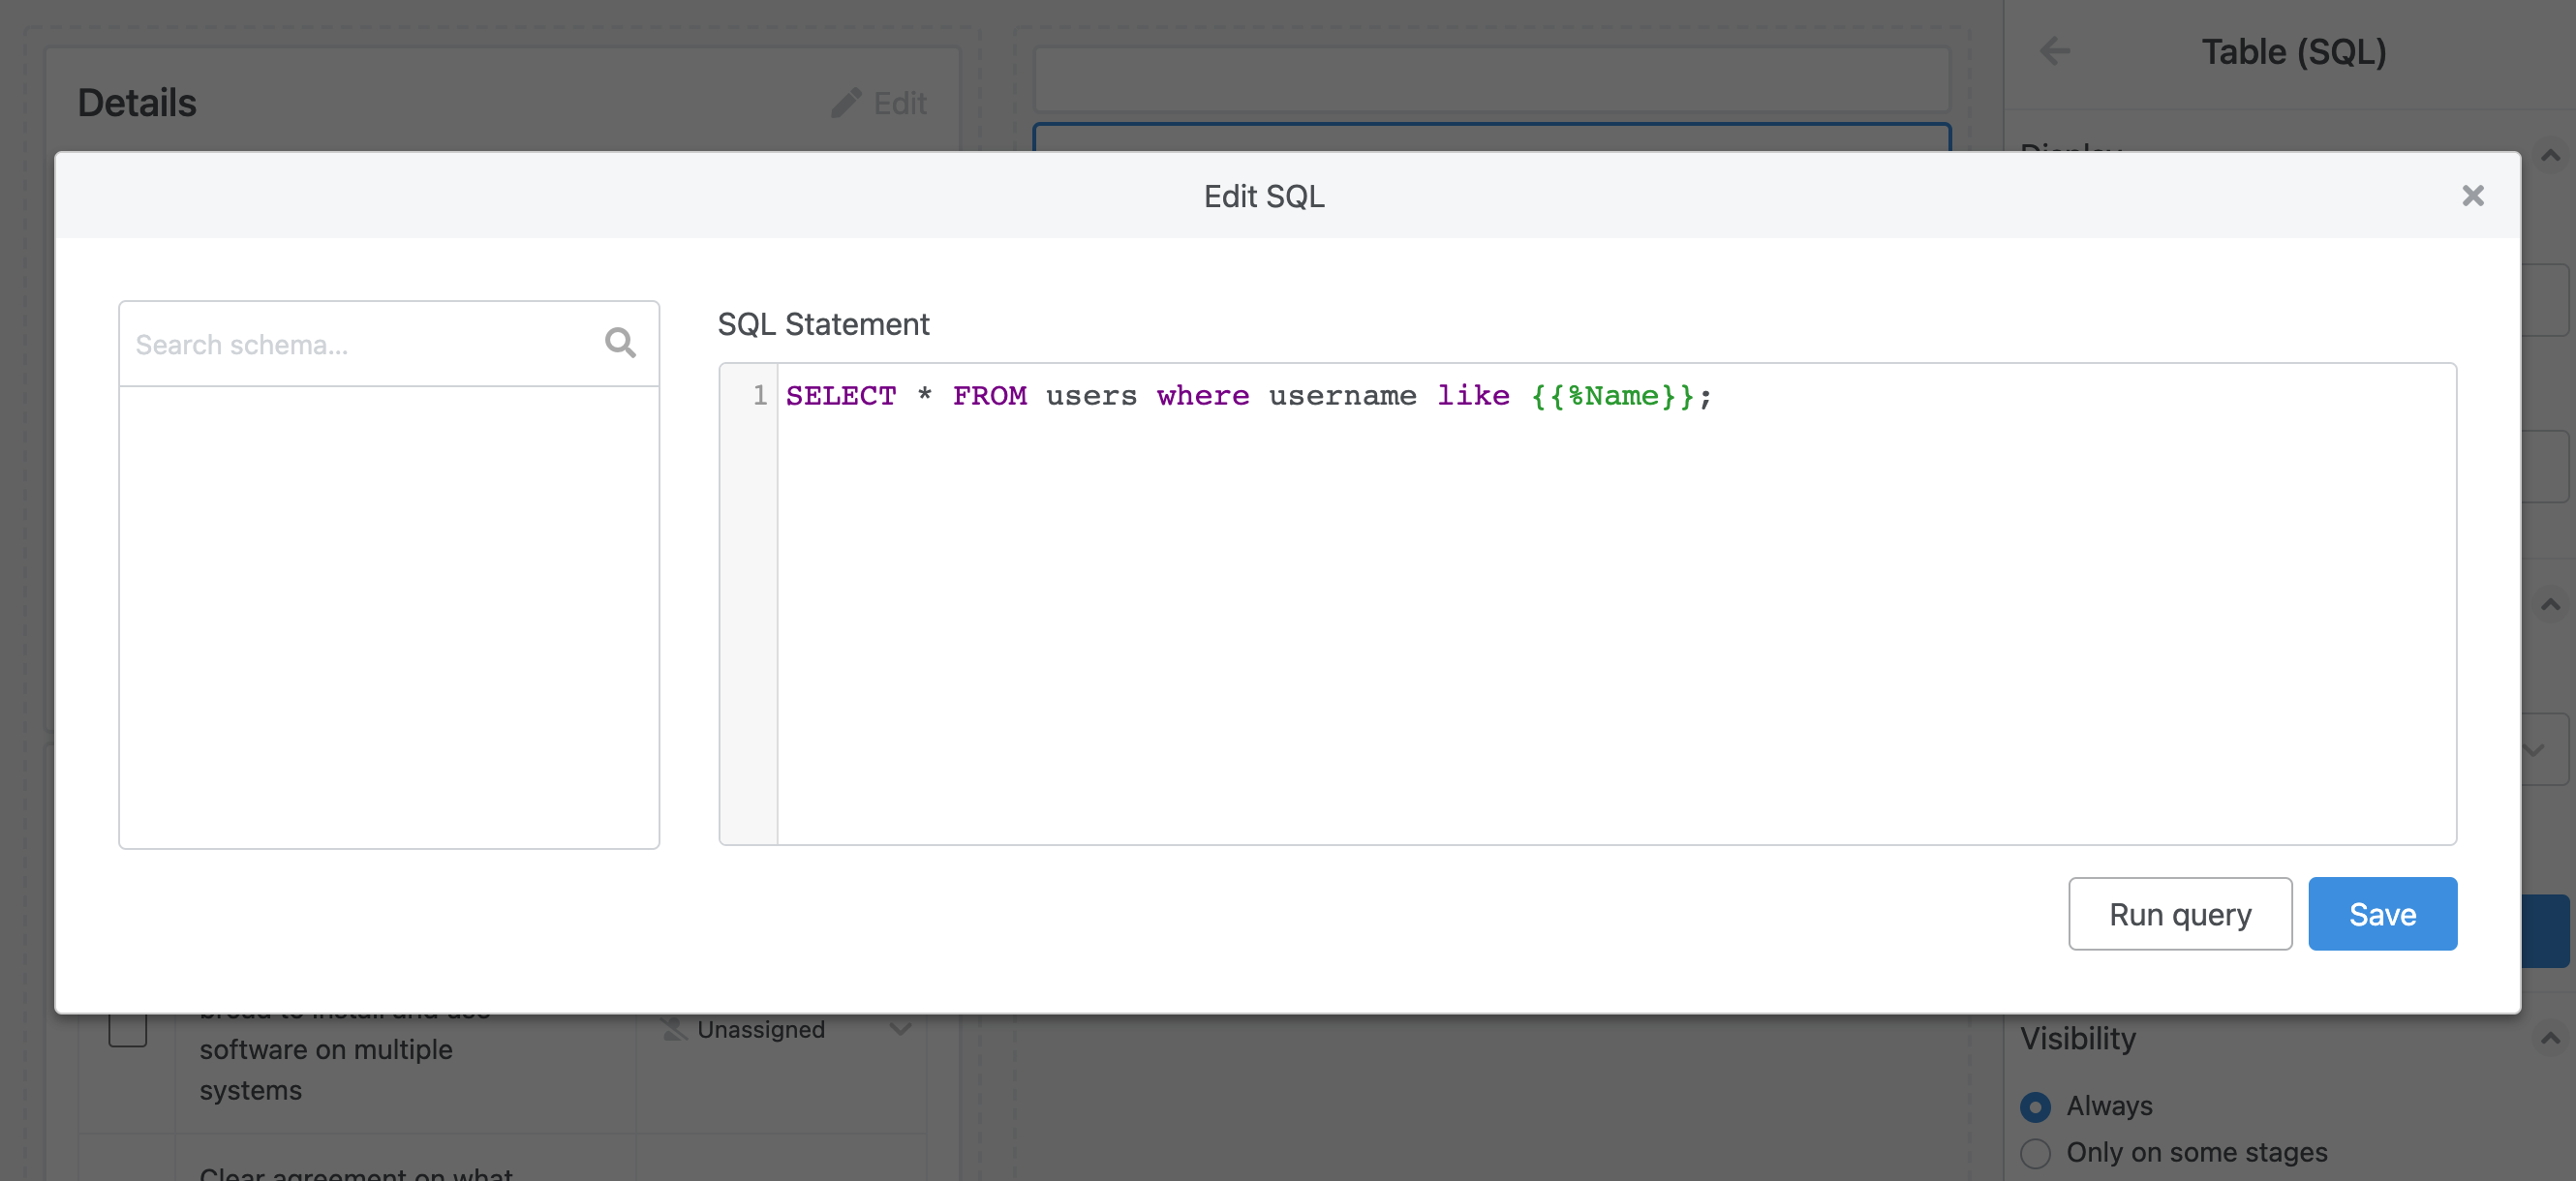 Details
Edit
Table (SQL)
Display
Edit SQL
Search schema...
SQL Statement
1 SELECT * FROM users where username like {{%Name}};
Run query
Save
software on multiple
systems
Unassigned
Clear agreement on what
Visibility
Always
Only on some stages